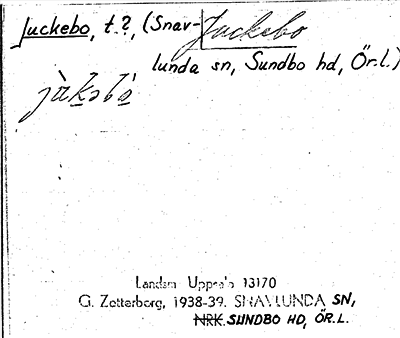 Juckebo, t.?, (Snav-
Juckebo
lunda sn, Sundbo hd, Ör.l.)
jùkəbò
Landsm. Uppsala 13170
G. Zetterborg, 1938-39. SNAVLUNDA SN,
NRK. SUNDBO HD, ÖR.L.